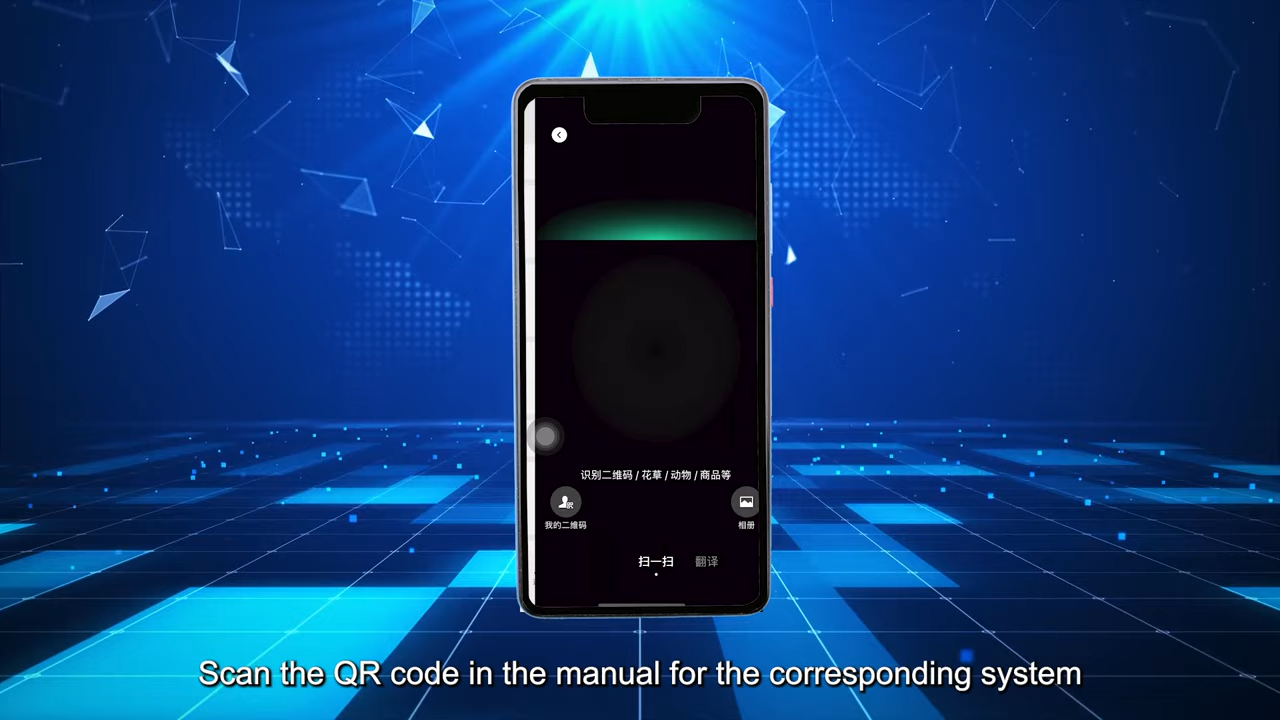 识别二维码 / 花草 / 动物 / 商品等
我的二维码
相册
扫一扫 翻译
Scan the QR code in the manual for the corresponding system